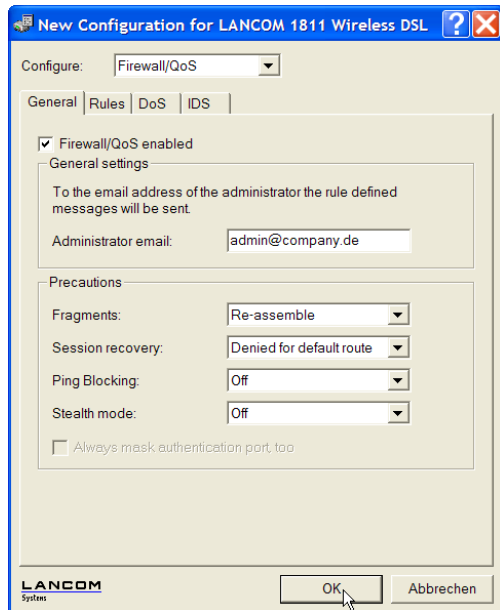 New Configuration for LANCOM 1811 Wireless DSL
Configure: Firewall/QoS
General Rules DoS IDS
Firewall/QoS enabled
General settings
To the email address of the administrator the rule defined
messages will be sent.
Administrator email: admin@company.de
Precautions
Fragments: Re-assemble
Session recovery: Denied for default route
Ping Blocking: Off
Stealth mode: Off
Always mask authentication port, too
LANCOM
Systems
OK Abbrechen